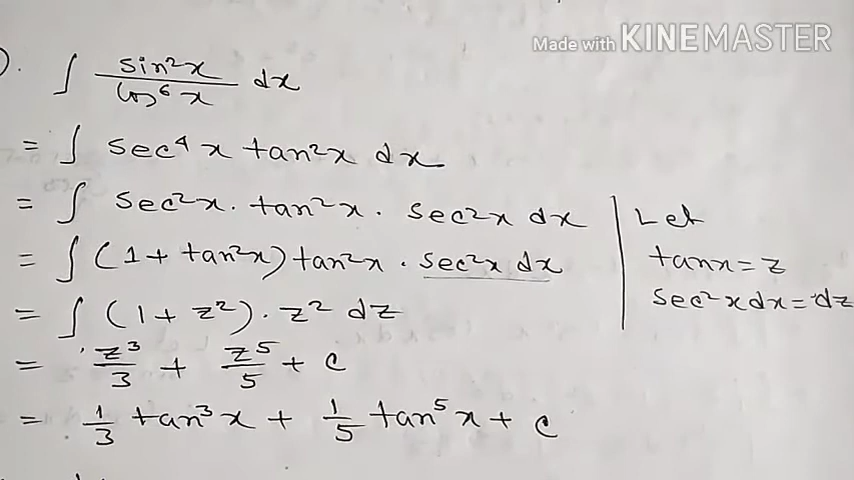 Made with KINEMASTER
). ∫ sin²x / cos⁶x dx
= ∫ sec⁴x tan²x dx
= ∫ sec²x · tan²x · sec²x dx
Let
= ∫ (1 + tan²x) tan²x · sec²x dx
tanx = z
sec²x dx = dz
= ∫ (1 + z²) · z² dz
= z³/3 + z⁵/5 + c
= 1/3 tan³x + 1/5 tan⁵x + c